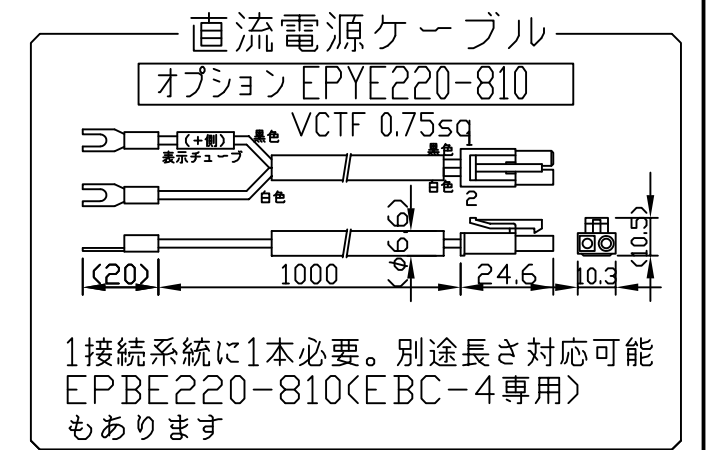 直流電源ケーブル
オプション EPYE220-810
VCTF 0.75sq
1
(+側)
黒色
黒色
表示チューブ
白色
白色
2
(φ6.6)
(10.5)
(20)
1000
24.6
10.3
1接続系統に1本必要。別途長さ対応可能
EPBE220-810(EBC-4専用)
もあります